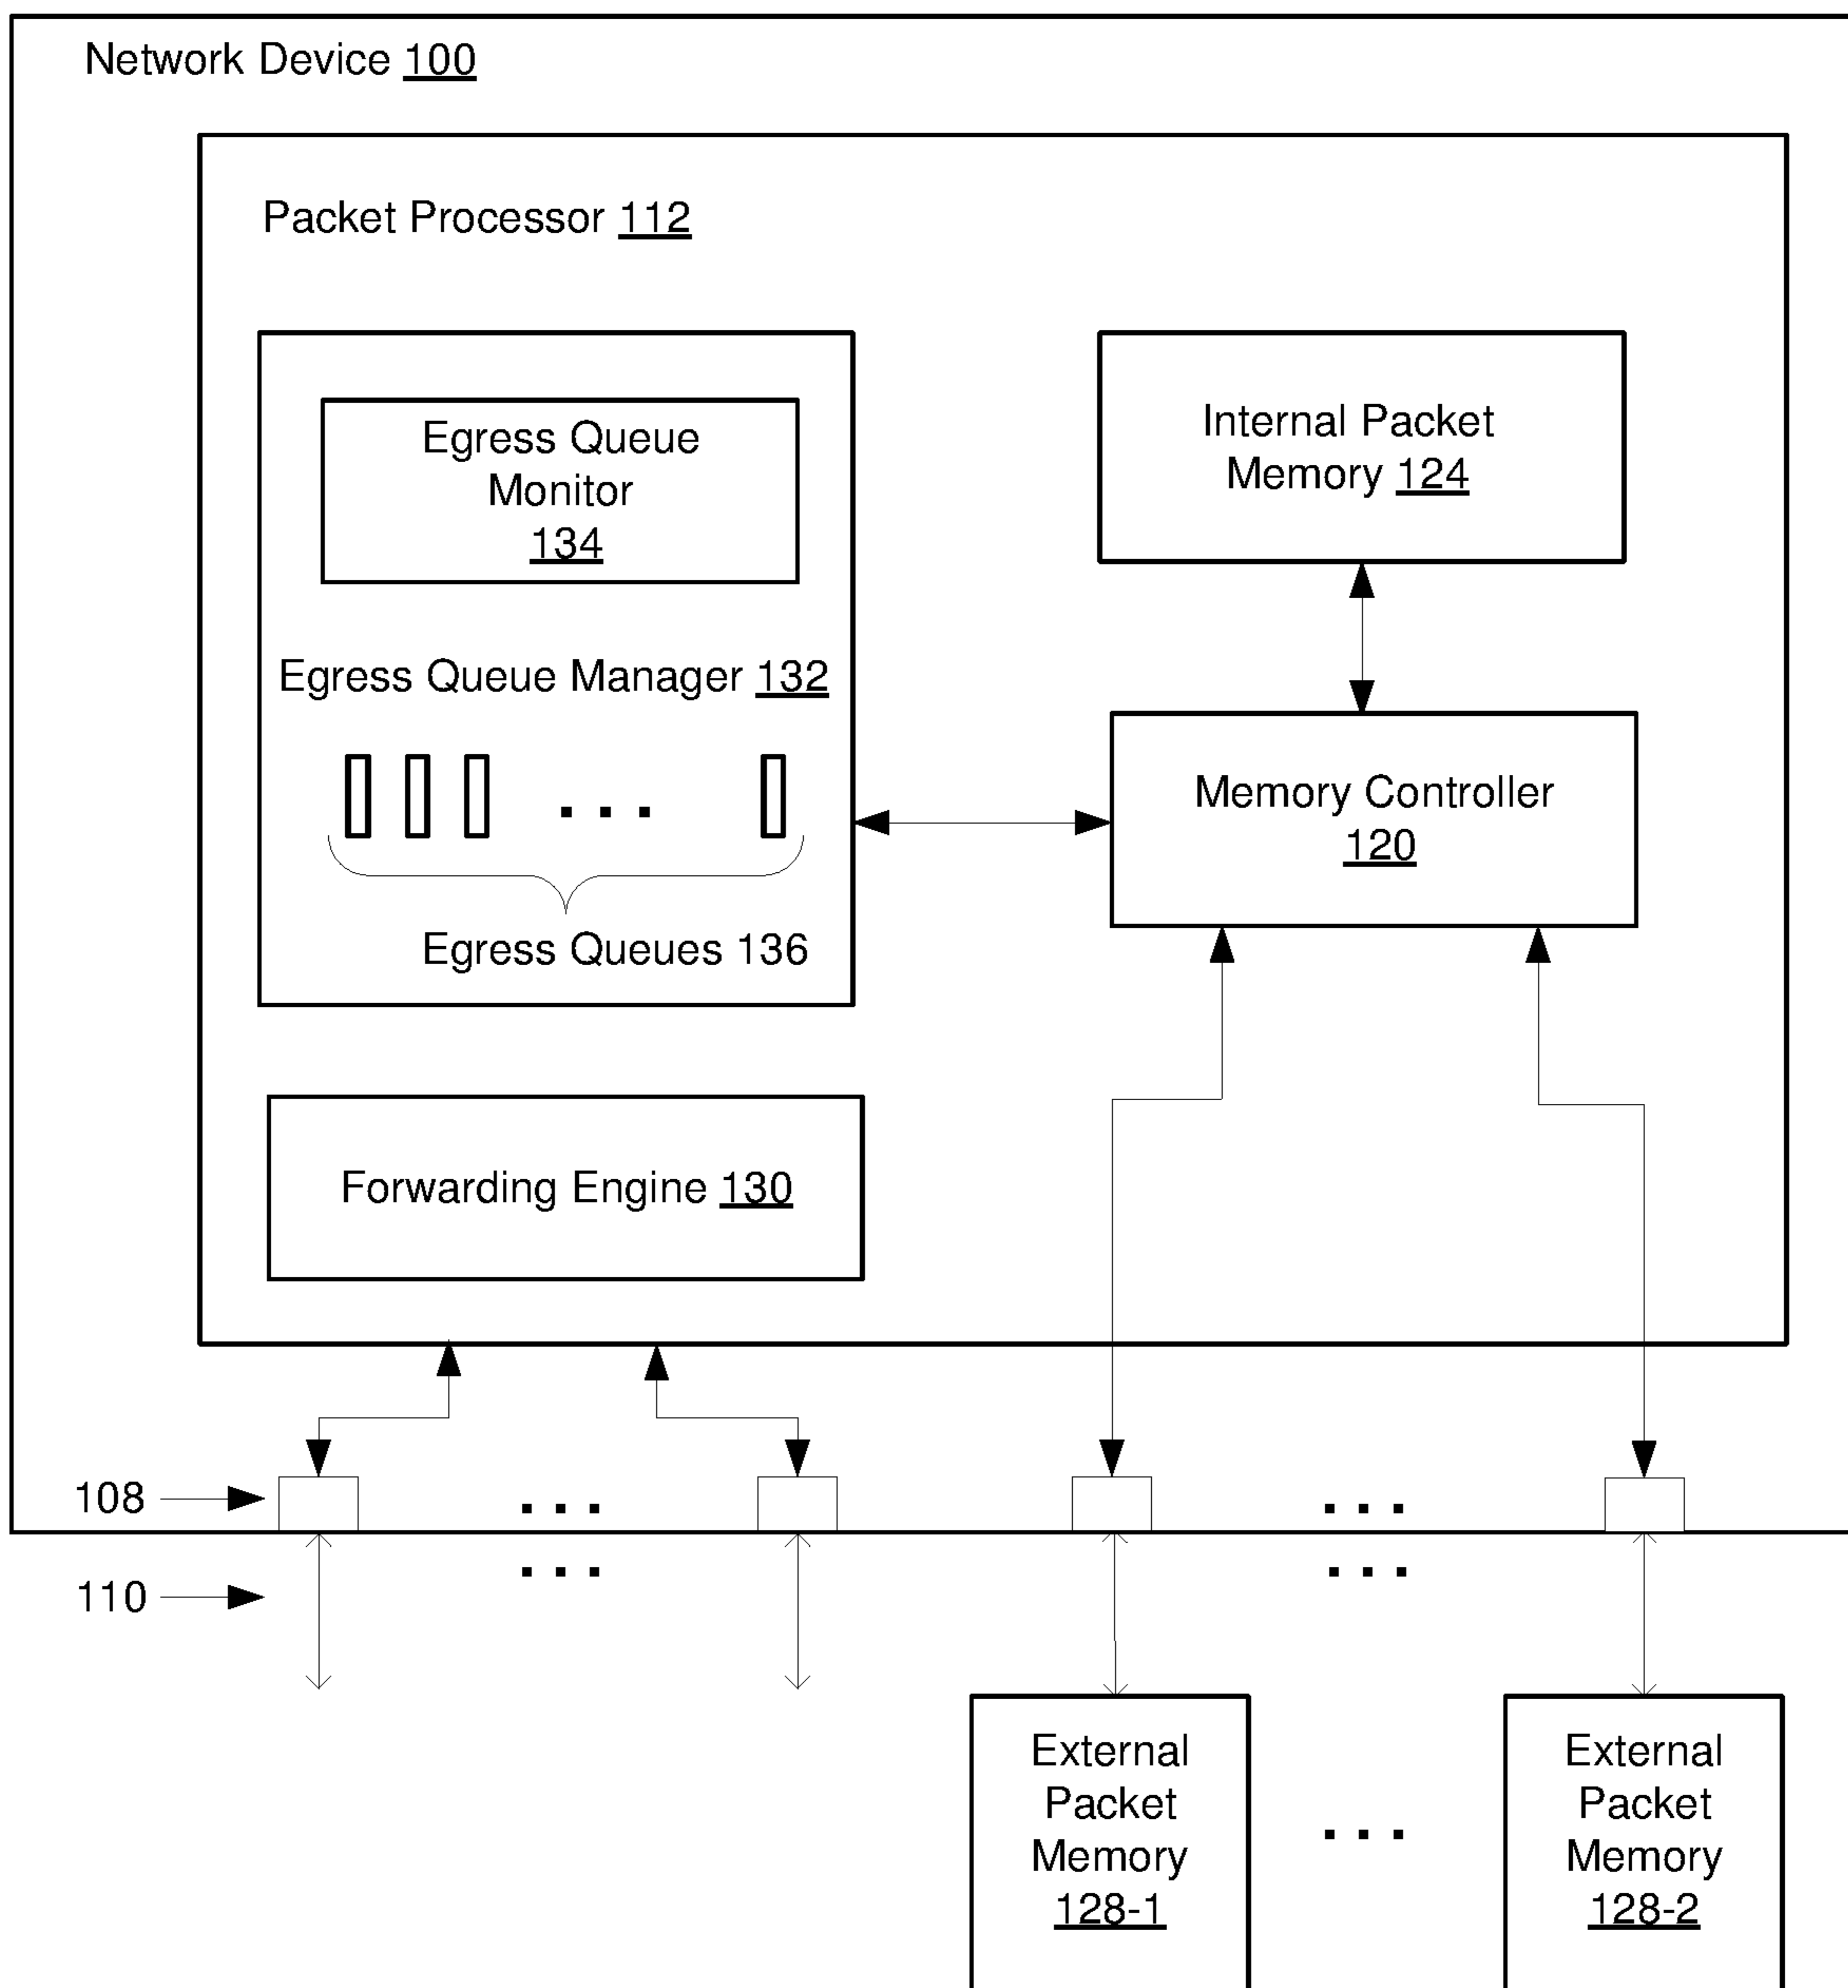 Network Device 100
Packet Processor 112
Egress Queue
Monitor
134
Egress Queue Manager 132
. . .
Egress Queues 136
Internal Packet
Memory 124
Memory Controller
120
Forwarding Engine 130
108
. . .
. . .
110
. . .
. . .
External
Packet
Memory
128-1
. . .
External
Packet
Memory
128-2